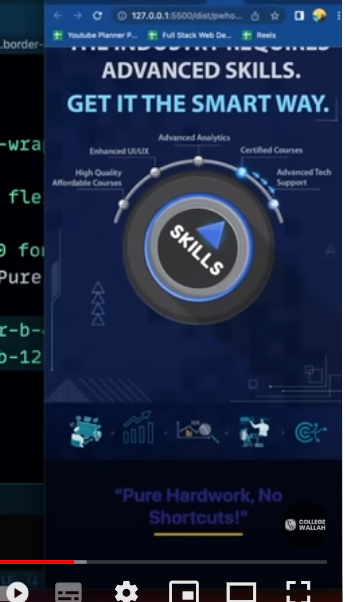 127.0.0.1:5500/dist/pwho...
.border-
Youtube Planner P... Full Stack Web De... Reels
THE INDUSTRY REQUIRES
ADVANCED SKILLS.
GET IT THE SMART WAY.
-wra
fle
0 fo
Pure
r-b-
b-12
Advanced Analytics
Enhanced UI/UX
Certified Courses
High Quality
Affordable Courses
Advanced Tech
Support
SKILLS
"Pure Hardwork, No
Shortcuts!"
COLLEGE
WALLAH